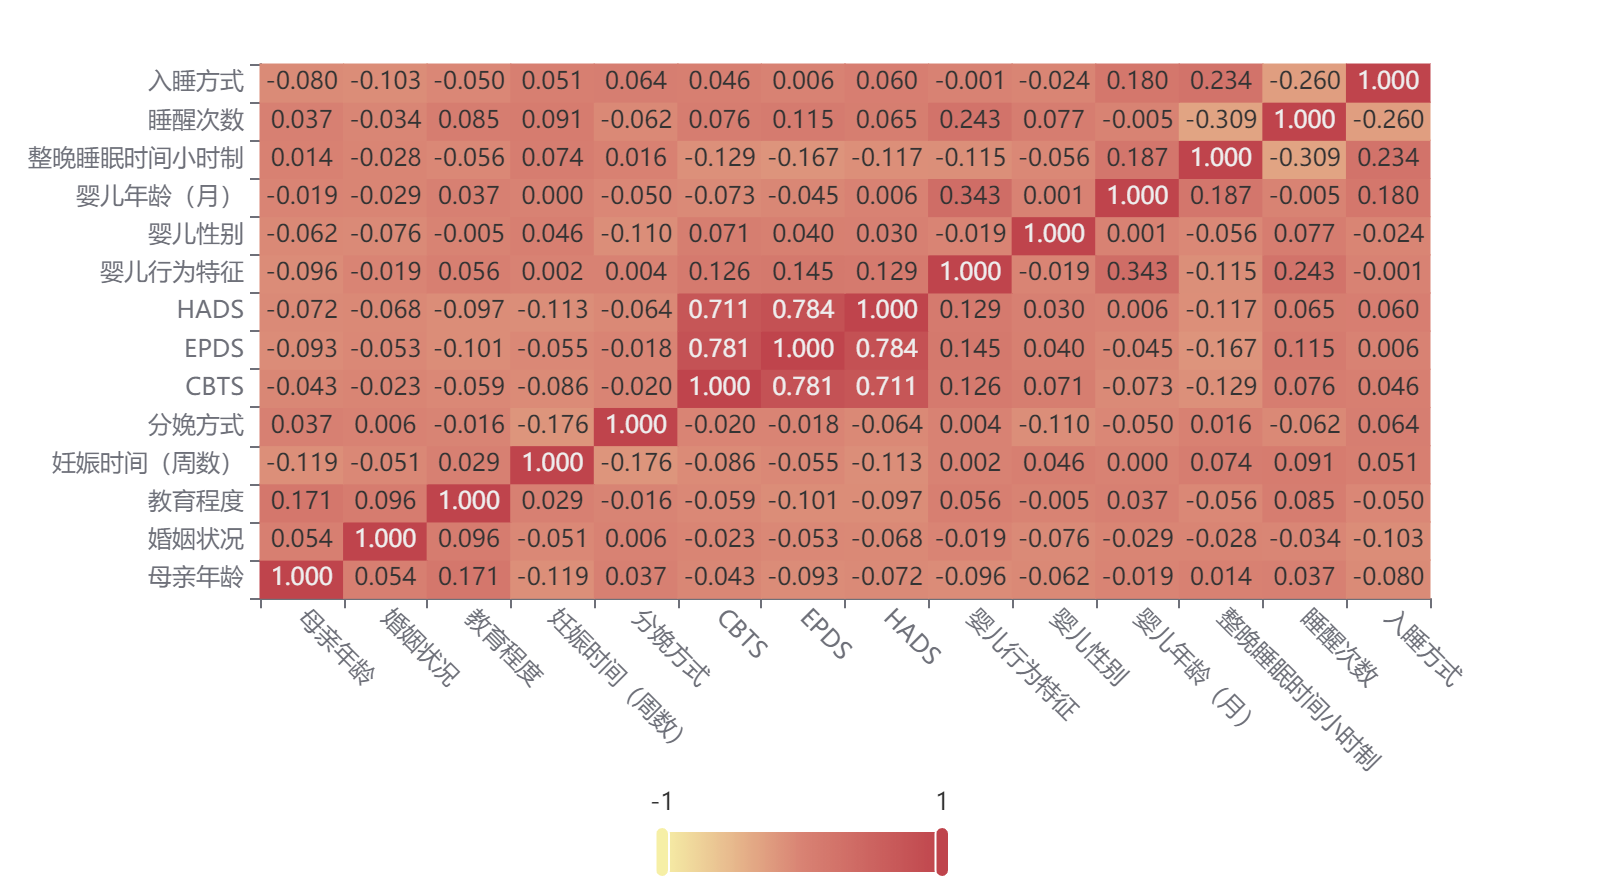 入睡方式 -0.080 -0.103 -0.050 0.051 0.064 0.046 0.006 0.060 -0.001 -0.024 0.180 0.234 -0.260 1.000
睡醒次数 0.037 -0.034 0.085 0.091 -0.062 0.076 0.115 0.065 0.243 0.077 -0.005 -0.309 1.000 -0.260
整晚睡眠时间小时制 0.014 -0.028 -0.056 0.074 0.016 -0.129 -0.167 -0.117 -0.115 -0.056 0.187 1.000 -0.309 0.234
婴儿年龄（月） -0.019 -0.029 0.037 0.000 -0.050 -0.073 -0.045 0.006 0.343 0.001 1.000 0.187 -0.005 0.180
婴儿性别 -0.062 -0.076 -0.005 0.046 -0.110 0.071 0.040 0.030 -0.019 1.000 0.001 -0.056 0.077 -0.024
婴儿行为特征 -0.096 -0.019 0.056 0.002 0.004 0.126 0.145 0.129 1.000 -0.019 0.343 -0.115 0.243 -0.001
HADS -0.072 -0.068 -0.097 -0.113 -0.064 0.711 0.784 1.000 0.129 0.030 0.006 -0.117 0.065 0.060
EPDS -0.093 -0.053 -0.101 -0.055 -0.018 0.781 1.000 0.784 0.145 0.040 -0.045 -0.167 0.115 0.006
CBTS -0.043 -0.023 -0.059 -0.086 -0.020 1.000 0.781 0.711 0.126 0.071 -0.073 -0.129 0.076 0.046
分娩方式 0.037 0.006 -0.016 -0.176 1.000 -0.020 -0.018 -0.064 0.004 -0.110 -0.050 0.016 -0.062 0.064
妊娠时间（周数） -0.119 -0.051 0.029 1.000 -0.176 -0.086 -0.055 -0.113 0.002 0.046 0.000 0.074 0.091 0.051
教育程度 0.171 0.096 1.000 0.029 -0.016 -0.059 -0.101 -0.097 0.056 -0.005 0.037 -0.056 0.085 -0.050
婚姻状况 0.054 1.000 0.096 -0.051 0.006 -0.023 -0.053 -0.068 -0.019 -0.076 -0.029 -0.028 -0.034 -0.103
母亲年龄 1.000 0.054 0.171 -0.119 0.037 -0.043 -0.093 -0.072 -0.096 -0.062 -0.019 0.014 0.037 -0.080
母亲年龄
婚姻状况
教育程度
妊娠时间（周数）
分娩方式
CBTS
EPDS
HADS
婴儿行为特征
婴儿性别
婴儿年龄（月）
整晚睡眠时间小时制
睡醒次数
入睡方式
-1 1